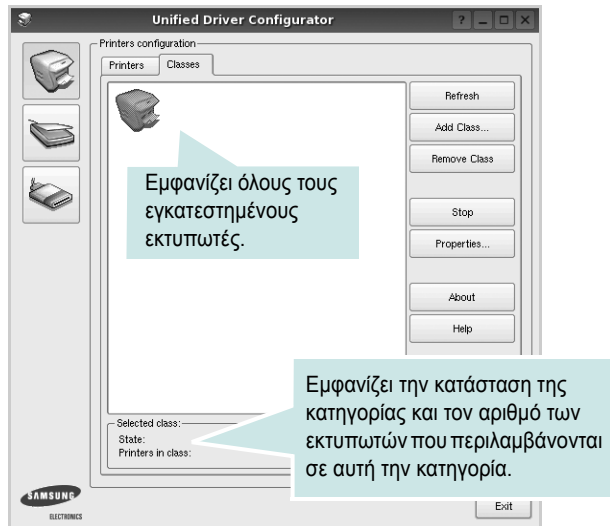 Unified Driver Configurator
Printers configuration
Printers
Classes
Refresh
Add Class...
Remove Class
Εμφανίζει όλους τους
εγκατεστημένους
εκτυπωτές.
Stop
Properties...
About
Help
Εμφανίζει την κατάσταση της
κατηγορίας και τον αριθμό των
εκτυπωτών που περιλαμβάνονται
σε αυτή την κατηγορία.
Selected class:
State:
Printers in class:
SAMSUNG
ELECTRONICS
Exit